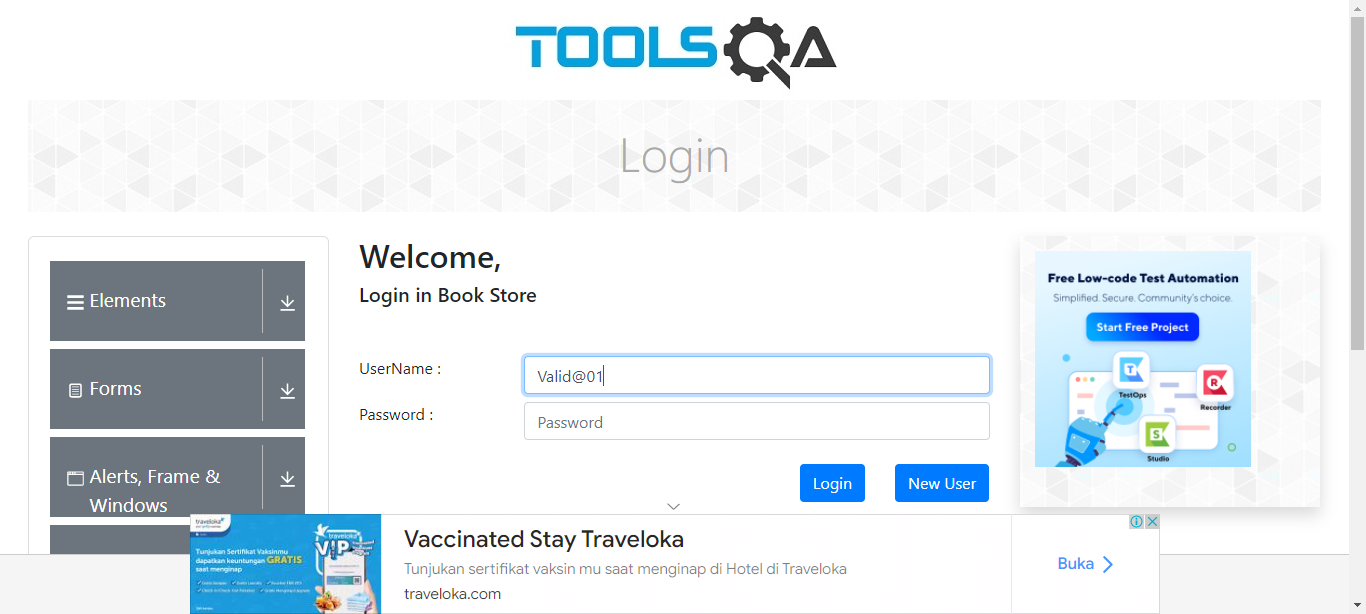 TOOLSQA
Login
Elements
Forms
Alerts, Frame &
Windows
Welcome,
Login in Book Store
UserName :
Valid@01
Password :
Password
Login
New User
Free Low-code Test Automation
Simplified. Secure. Community's choice.
Start Free Project
TestOps
Recorder
Studio
traveloka
Tunjukan Sertifikat Vaksinmu
dapatkan keuntungan GRATIS
saat menginap
traveloka
VIP
Vaccinated Stay Traveloka
Tunjukan sertifikat vaksin mu saat menginap di Hotel di Traveloka
traveloka.com
Buka